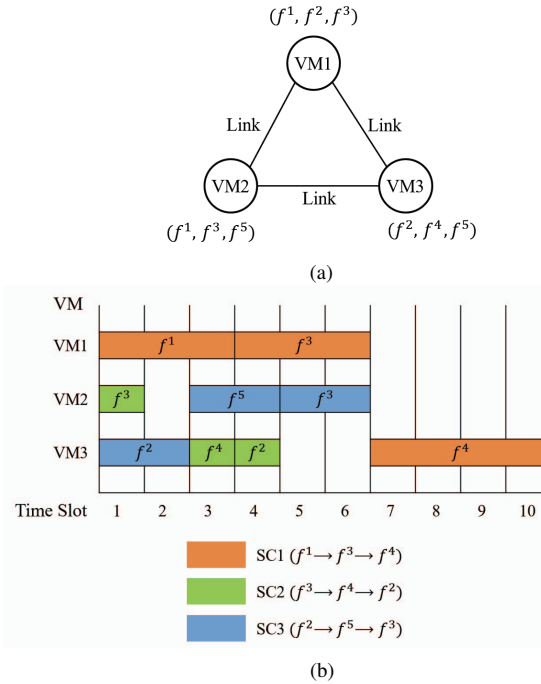 (f¹, f², f³)
VM1
Link Link
VM2 VM3
Link
(f¹, f³, f⁵) (f², f⁴, f⁵)
(a)
VM
VM1 f¹ f³
VM2 f³ f⁵ f³
VM3 f² f⁴ f² f⁴
Time Slot 1 2 3 4 5 6 7 8 9 10
SC1 (f¹→f³→f⁴)
SC2 (f³→f⁴→f²)
SC3 (f²→f⁵→f³)
(b)